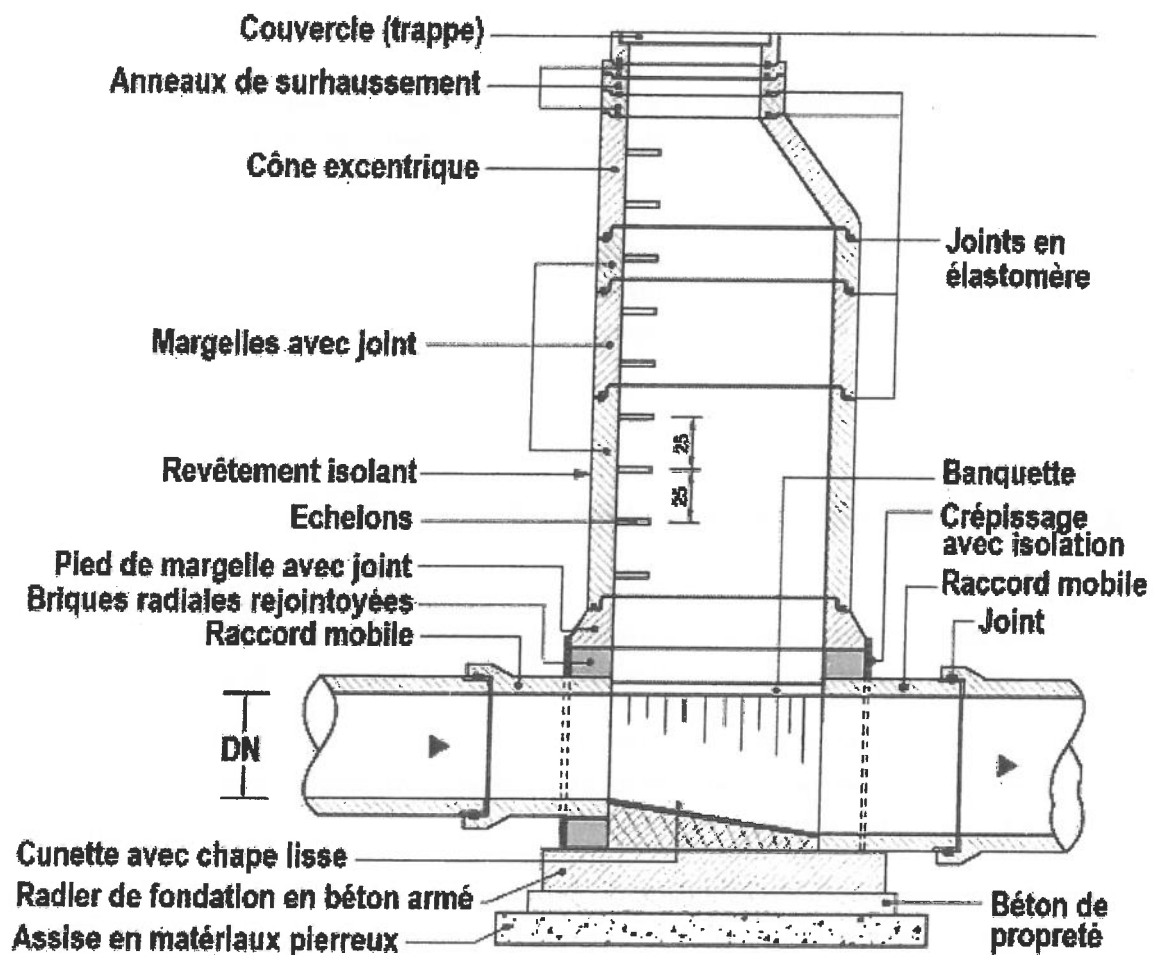 Couvercle (trappe)
Anneaux de surhaussement
Cône excentrique
Joints en
élastomère
Margelles avec joint
25
Revêtement isolant
25
Echelons
Banquette
Crépissage
avec isolation
Pied de margelle avec joint
Briques radiales rejointoyées
Raccord mobile
Raccord mobile
Joint
DN
Cunette avec chape lisse
Radier de fondation en béton armé
Assise en matériaux pierreux
Béton de
propreté